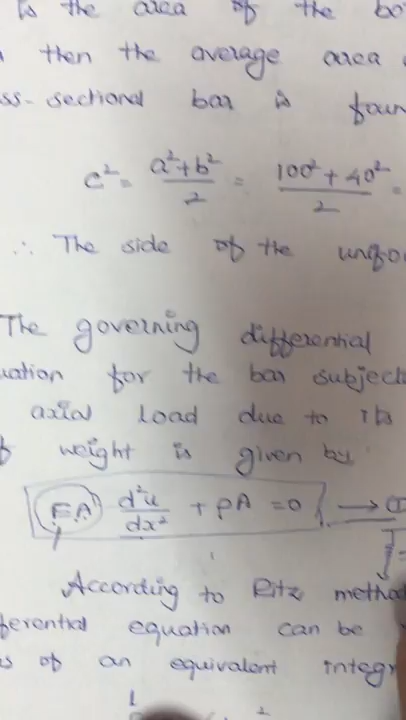 is the area of the
then the average area
ss-sectional bar is
c² = a²+b²/2 = 100²+40²/2 =
∴ The side of the
The governing differential
uation for the bar subjec
axial load due to its
weight is given by
EA d²u/dx² + ρA = 0 →
According to Ritz metho
ferential equation can be
s of an equivalent integr